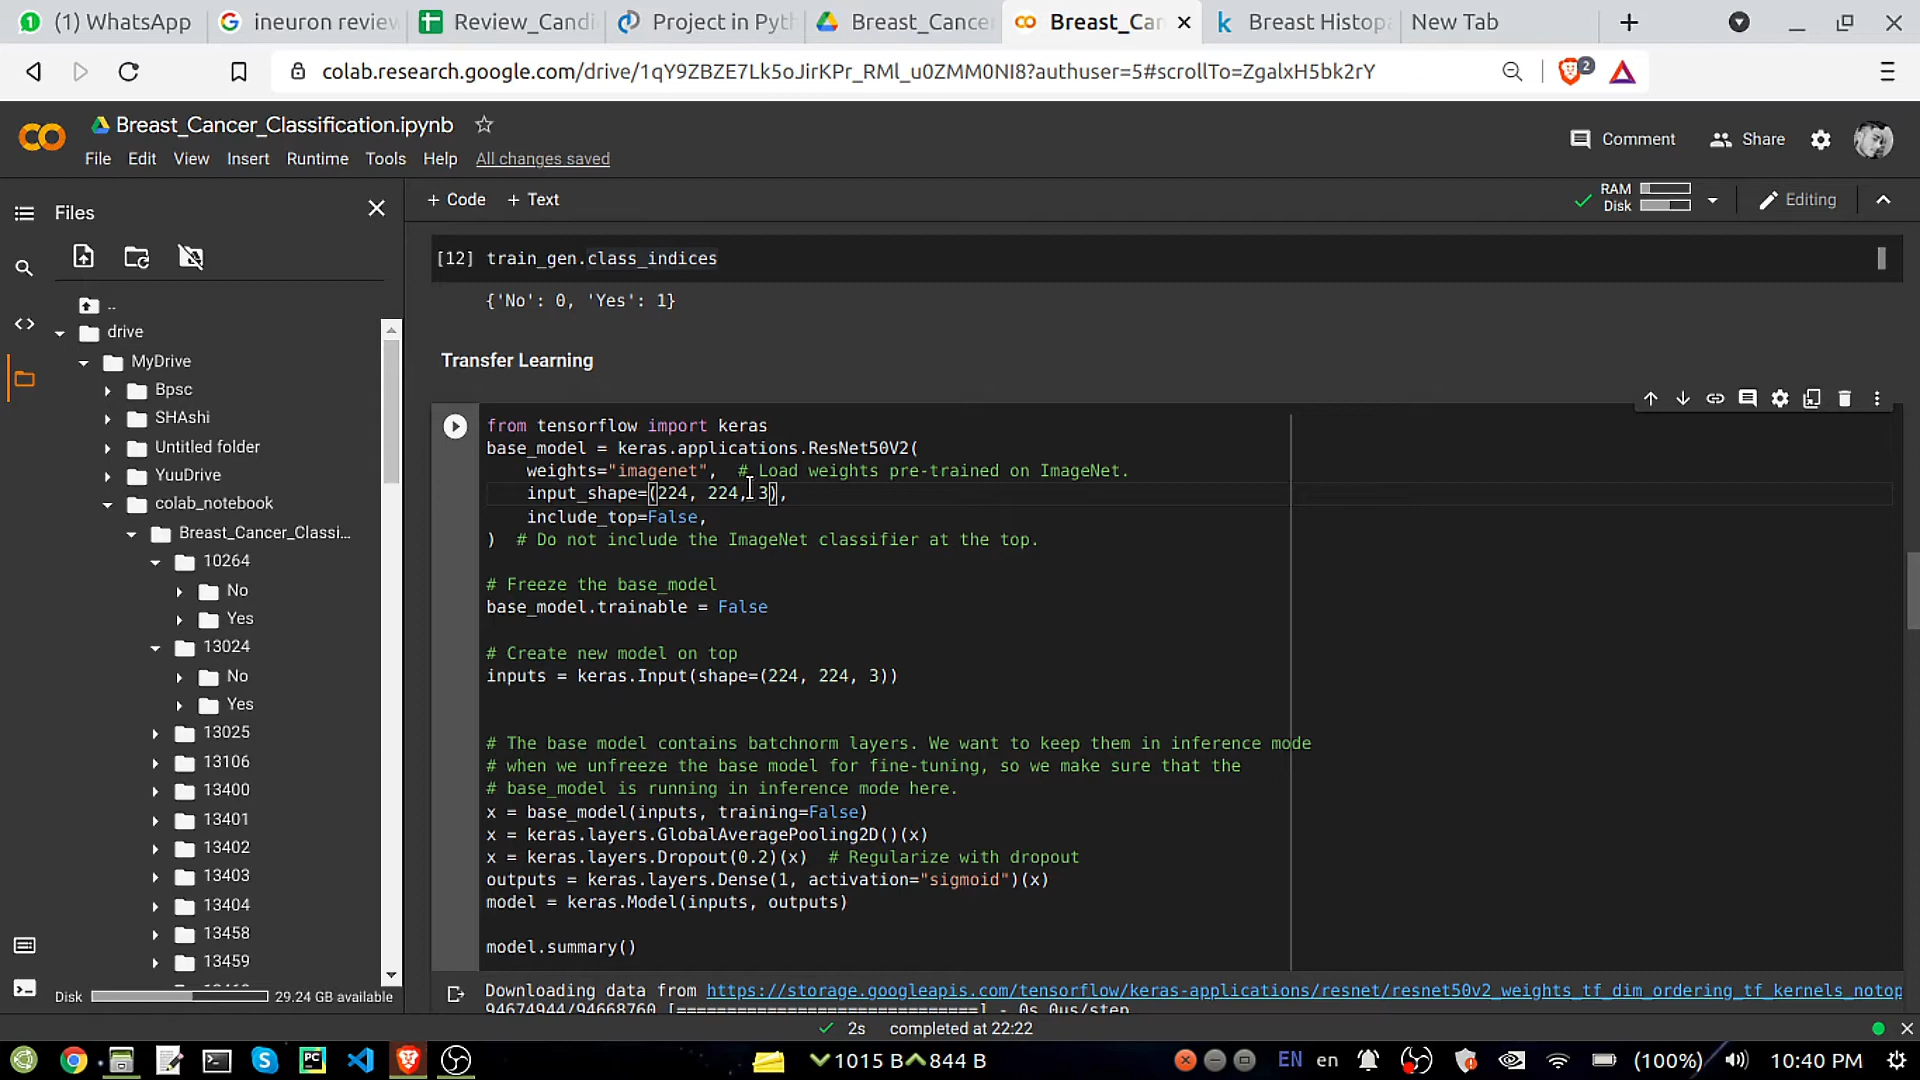 (1) WhatsApp
ineuron review
Review_Candi
Project in Pyth
Breast_Cancer
Breast_Can
Breast Histopa
New Tab
colab.research.google.com/drive/1qY9ZBZE7Lk5oJirKPr_RMl_u0ZMM0NI8?authuser=5#scrollTo=ZgalxH5bk2rY
2
Breast_Cancer_Classification.ipynb
File Edit View Insert Runtime Tools Help All changes saved
Comment
Share
Files
+ Code + Text
RAM
Disk
Editing
..
drive
MyDrive
Bpsc
SHAshi
Untitled folder
YuuDrive
colab_notebook
Breast_Cancer_Classi...
10264
No
Yes
13024
No
Yes
13025
13106
13400
13401
13402
13403
13404
13458
13459
Disk 29.24 GB available
[12] train_gen.class_indices
{'No': 0, 'Yes': 1}
Transfer Learning
from tensorflow import keras
base_model = keras.applications.ResNet50V2(
weights="imagenet", # Load weights pre-trained on ImageNet.
input_shape=(224, 224, 3),
include_top=False,
) # Do not include the ImageNet classifier at the top.
# Freeze the base_model
base_model.trainable = False
# Create new model on top
inputs = keras.Input(shape=(224, 224, 3))
# The base model contains batchnorm layers. We want to keep them in inference mode
# when we unfreeze the base model for fine-tuning, so we make sure that the
# base_model is running in inference mode here.
x = base_model(inputs, training=False)
x = keras.layers.GlobalAveragePooling2D()(x)
x = keras.layers.Dropout(0.2)(x) # Regularize with dropout
outputs = keras.layers.Dense(1, activation="sigmoid")(x)
model = keras.Model(inputs, outputs)
model.summary()
Downloading data from https://storage.googleapis.com/tensorflow/keras-applications/resnet/resnet50v2_weights_tf_dim_ordering_tf_kernels_notop
94674944/94668760 [==============================] - 0s 0us/step
2s completed at 22:22
1015 B 844 B
EN en
(100%)
10:40 PM